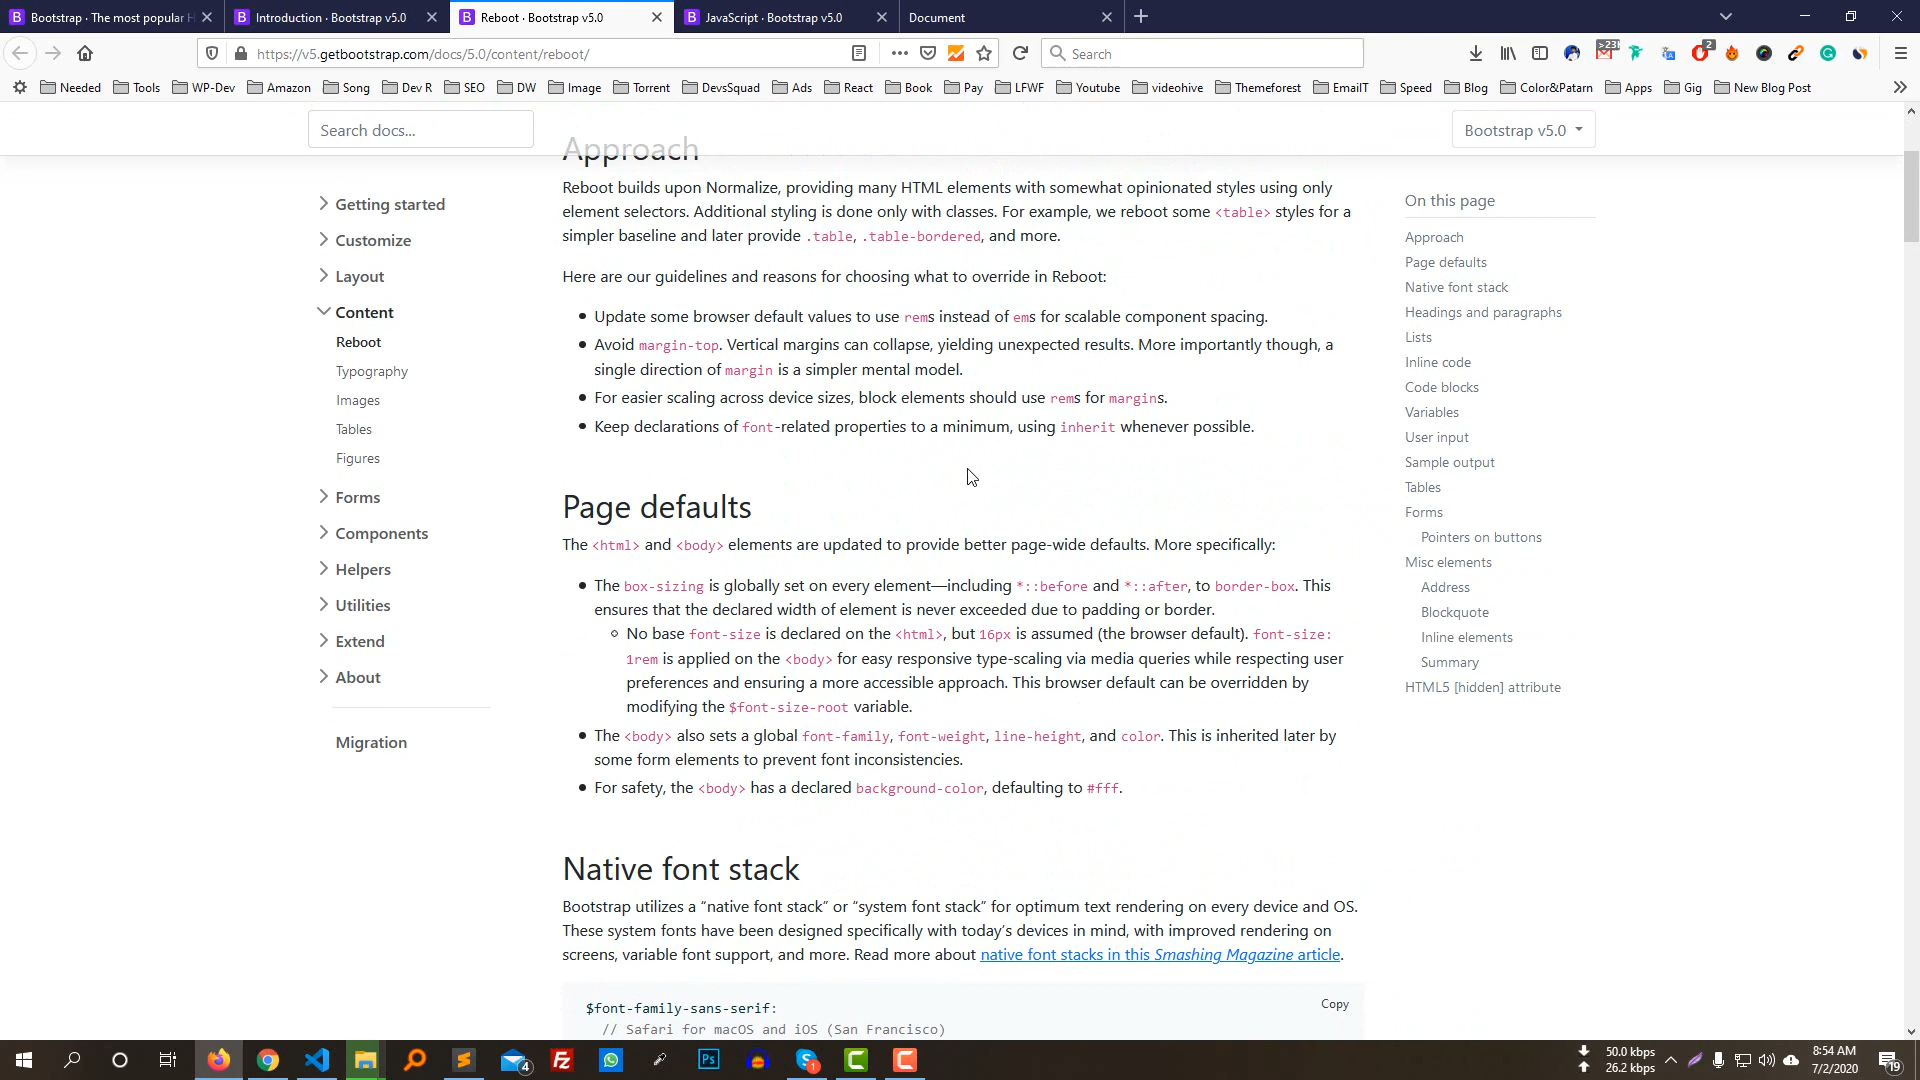 Bootstrap · The most popular H
Introduction · Bootstrap v5.0
Reboot · Bootstrap v5.0
JavaScript · Bootstrap v5.0
Document
https://v5.getbootstrap.com/docs/5.0/content/reboot/
Search
>23K
2
Needed
Tools
WP-Dev
Amazon
Song
Dev R
SEO
DW
Image
Torrent
DevsSquad
Ads
React
Book
Pay
LFWF
Youtube
videohive
Themeforest
EmailT
Speed
Blog
Color&Patarn
Apps
Gig
New Blog Post
Search docs...
Bootstrap v5.0
Getting started
Customize
Layout
Content
Reboot
Typography
Images
Tables
Figures
Forms
Components
Helpers
Utilities
Extend
About
Migration
Approach
Reboot builds upon Normalize, providing many HTML elements with somewhat opinionated styles using only
element selectors. Additional styling is done only with classes. For example, we reboot some <table> styles for a
simpler baseline and later provide .table, .table-bordered, and more.
Here are our guidelines and reasons for choosing what to override in Reboot:
• Update some browser default values to use rems instead of ems for scalable component spacing.
• Avoid margin-top. Vertical margins can collapse, yielding unexpected results. More importantly though, a
single direction of margin is a simpler mental model.
• For easier scaling across device sizes, block elements should use rems for margins.
• Keep declarations of font-related properties to a minimum, using inherit whenever possible.
Page defaults
The <html> and <body> elements are updated to provide better page-wide defaults. More specifically:
• The box-sizing is globally set on every element—including *::before and *::after, to border-box. This
ensures that the declared width of element is never exceeded due to padding or border.
◦ No base font-size is declared on the <html>, but 16px is assumed (the browser default). font-size:
1rem is applied on the <body> for easy responsive type-scaling via media queries while respecting user
preferences and ensuring a more accessible approach. This browser default can be overridden by
modifying the $font-size-root variable.
• The <body> also sets a global font-family, font-weight, line-height, and color. This is inherited later by
some form elements to prevent font inconsistencies.
• For safety, the <body> has a declared background-color, defaulting to #fff.
Native font stack
Bootstrap utilizes a “native font stack” or “system font stack” for optimum text rendering on every device and OS.
These system fonts have been designed specifically with today’s devices in mind, with improved rendering on
screens, variable font support, and more. Read more about native font stacks in this Smashing Magazine article.
$font-family-sans-serif:
Copy
// Safari for macOS and iOS (San Francisco)
On this page
Approach
Page defaults
Native font stack
Headings and paragraphs
Lists
Inline code
Code blocks
Variables
User input
Sample output
Tables
Forms
Pointers on buttons
Misc elements
Address
Blockquote
Inline elements
Summary
HTML5 [hidden] attribute
4
Fz
Ps
S
1
50.0 kbps
26.2 kbps
8:54 AM
7/2/2020
19